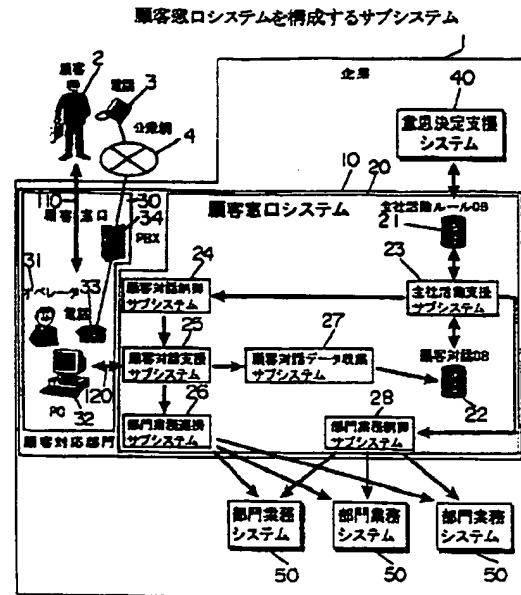 顧客窓口システムを構成するサブシステム
1
企業
2
顧客
3
電話
4
公衆網
40
意思決定支援
システム
10
20
110
30
顧客窓口
34
PBX
顧客窓口システム
全社活動ルールDB
21
31
オペレータ
33
電話
24
顧客対話制御
サブシステム
23
全社活動支援
サブシステム
25
顧客対話支援
サブシステム
27
顧客対話データ収集
サブシステム
顧客対話DB
22
120
PC
32
26
部門業務連携
サブシステム
28
部門業務制御
サブシステム
顧客対応部門
部門業務
システム
部門業務
システム
部門業務
システム
50
50
50